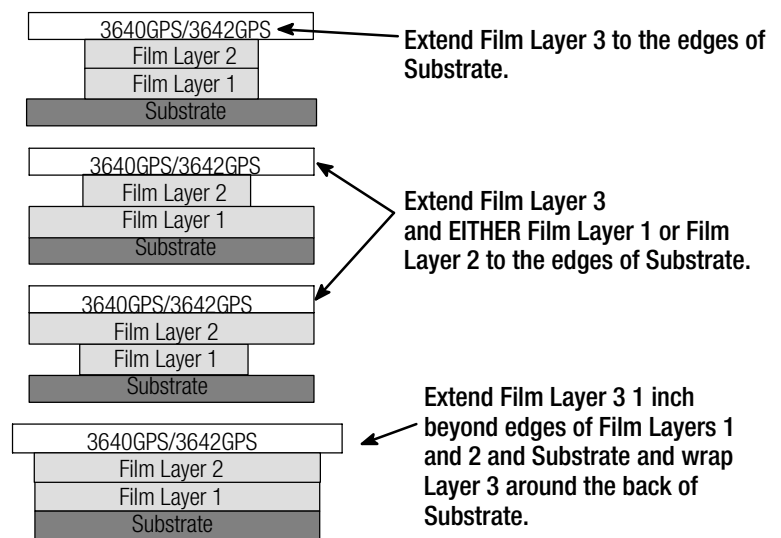 3640GPS/3642GPS
Film Layer 2
Film Layer 1
Substrate
Extend Film Layer 3 to the edges of
Substrate.
3640GPS/3642GPS
Film Layer 2
Film Layer 1
Substrate
Extend Film Layer 3
and EITHER Film Layer 1 or Film
Layer 2 to the edges of Substrate.
3640GPS/3642GPS
Film Layer 2
Film Layer 1
Substrate
3640GPS/3642GPS
Film Layer 2
Film Layer 1
Substrate
Extend Film Layer 3 1 inch
beyond edges of Film Layers 1
and 2 and Substrate and wrap
Layer 3 around the back of
Substrate.